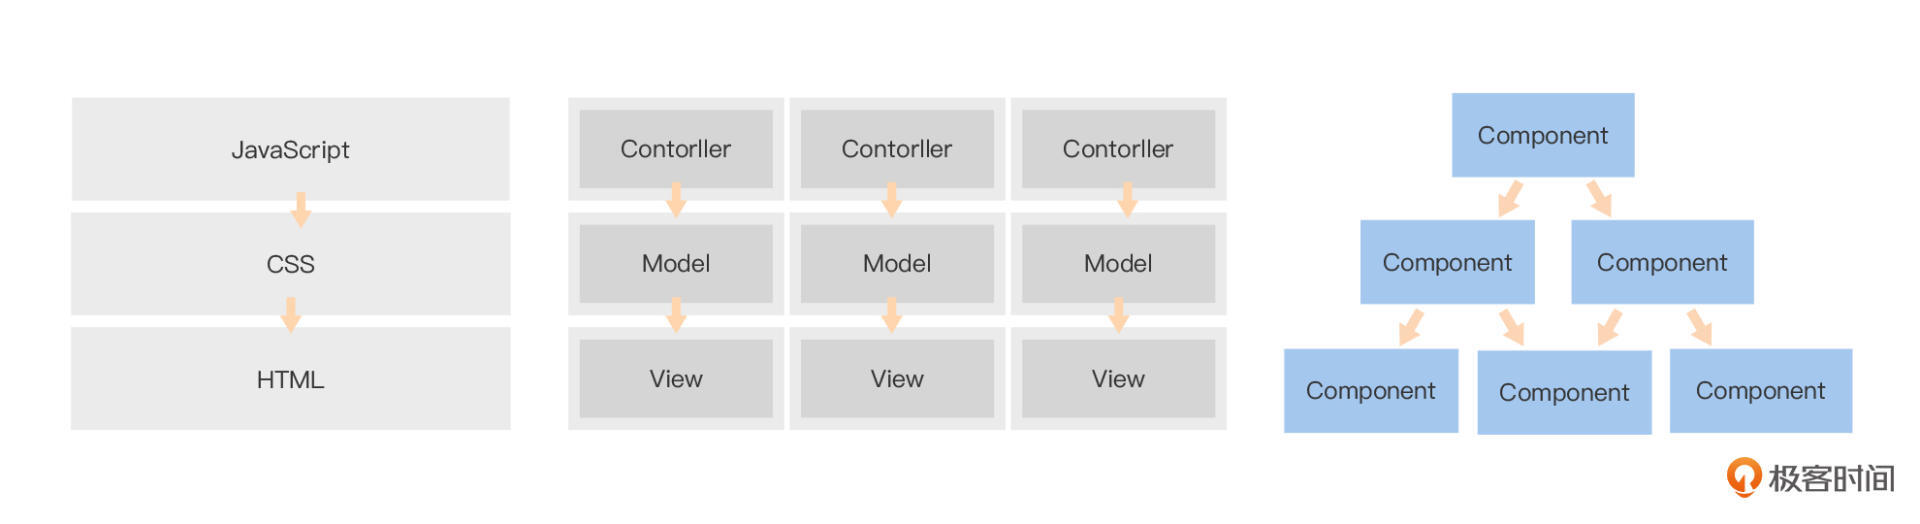 JavaScript
CSS
HTML
Contorller
Contorller
Contorller
Model
Model
Model
View
View
View
Component
Component
Component
Component
Component
Component
极客时间